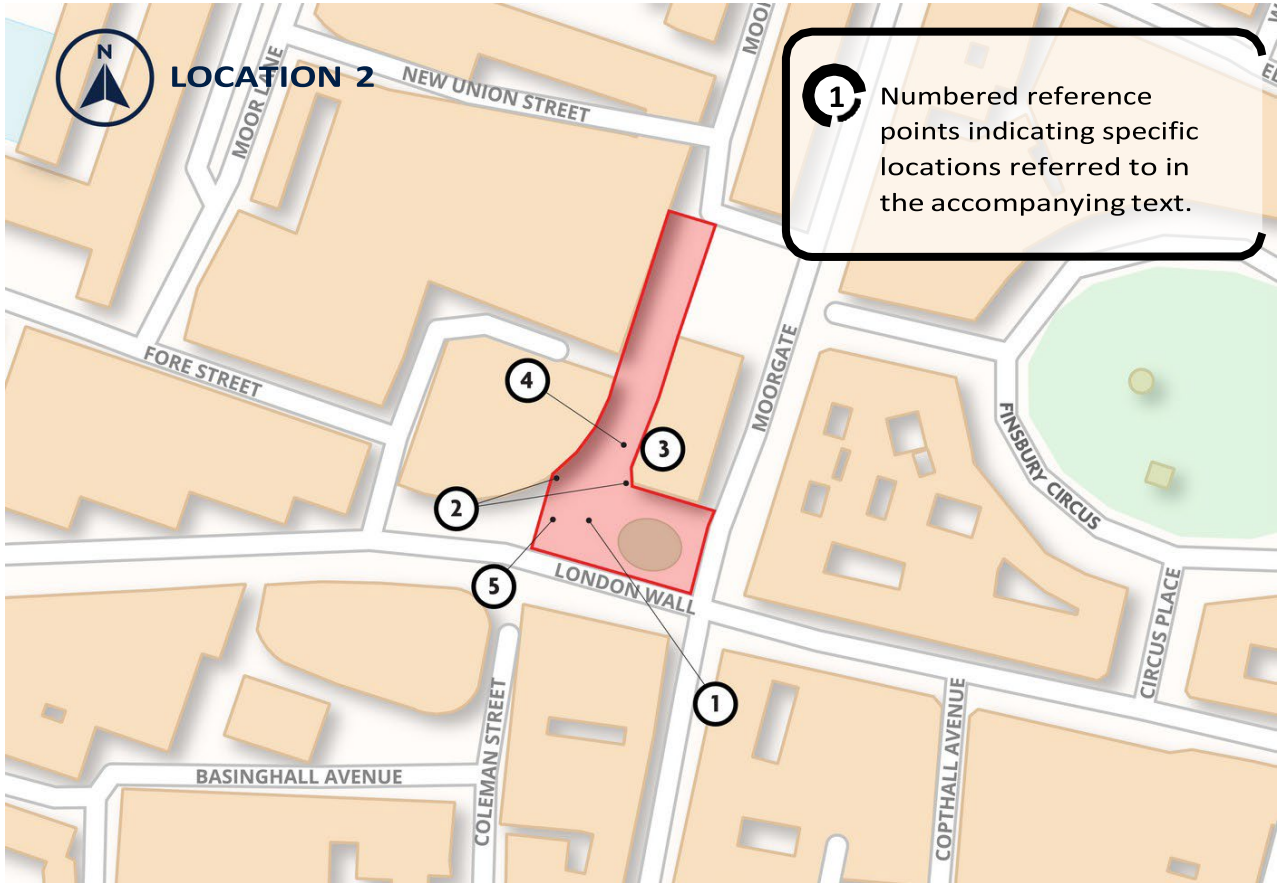 N
LOCATION 2
MOOR LANE
NEW UNION STREET
1
Numbered reference
points indicating specific
locations referred to in
the accompanying text.
FORE STREET
MOORGATE
FINSBURY CIRCUS
4
3
2
5
LONDON WALL
1
CIRCUS PLACE
COLEMAN STREET
BASINGHALL AVENUE
COPTHALL AVENUE